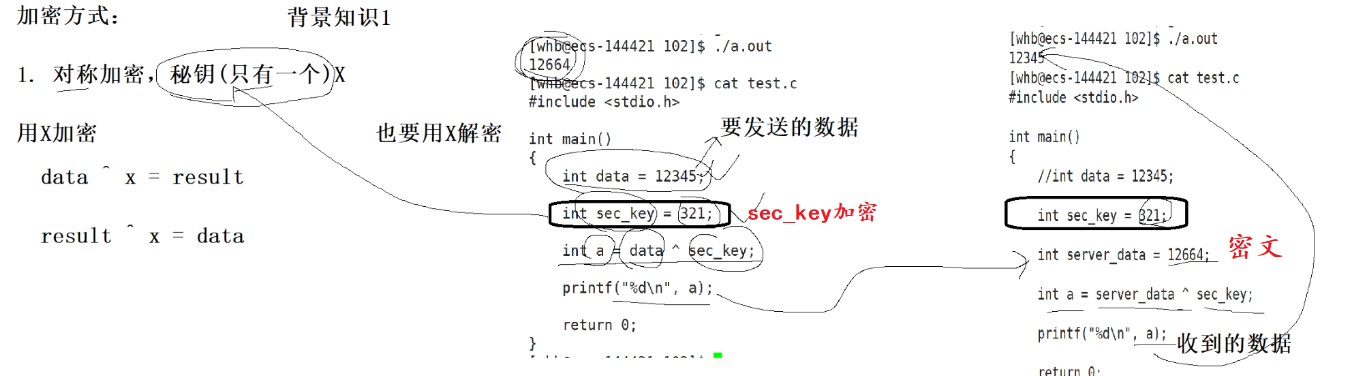 加密方式：
背景知识1
1. 对称加密，秘钥(只有一个)X
用X加密
也要用X解密
data ^ x = result
result ^ x = data
[whb@ecs-144421 102]$ ./a.out
12664
[whb@ecs-144421 102]$ cat test.c
#include <stdio.h>
int main()
{
int data = 12345;
要发送的数据
int sec_key = 321;
sec_key加密
int a = data ^ sec_key;
printf("%d\n", a);
return 0;
}
[whb@ecs-144421 ./a.out
12345
[whb@ecs-144421 102]$ cat test.c
#include <stdio.h>
int main()
{
//int data = 12345;
int sec_key = 321;
int server_data = 12664;
密文
int a = server_data ^ sec_key;
printf("%d\n", a);
收到的数据
return 0;